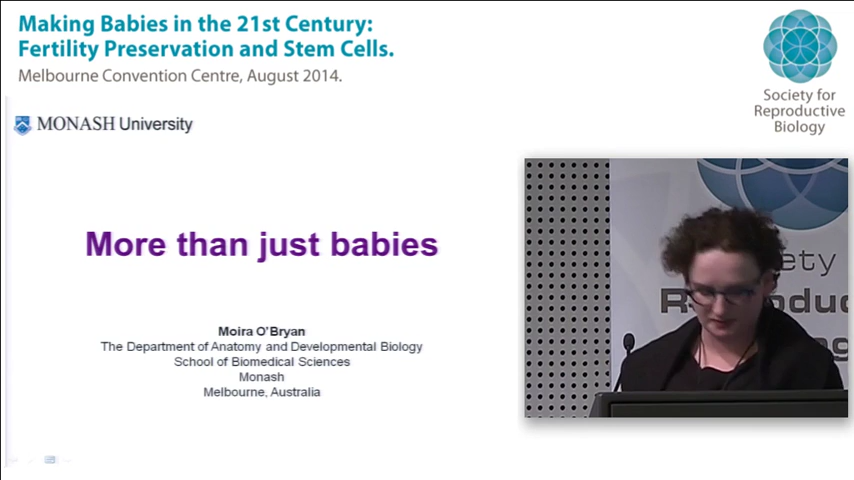 Making Babies in the 21st Century:
Fertility Preservation and Stem Cells.
Melbourne Convention Centre, August 2014.
Society for
Reproductive
Biology
MONASH University
More than just babies
Moira O'Bryan
The Department of Anatomy and Developmental Biology
School of Biomedical Sciences
Monash
Melbourne, Australia